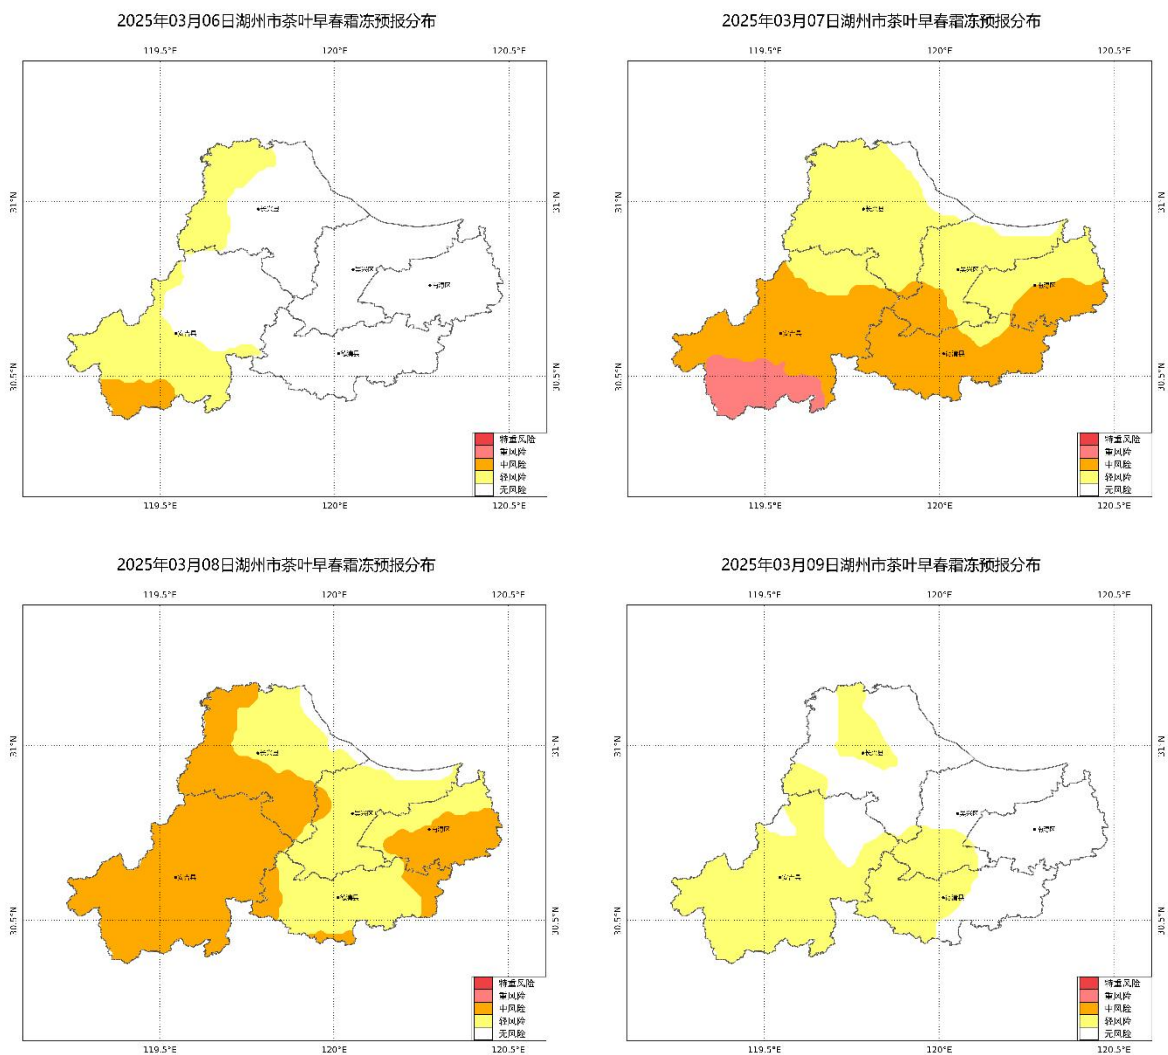 2025年03月06日湖州市茶叶早春霜冻预报分布
119.5°E
120°E
120.5°E
31°N
31°N
长兴县
吴兴区
南浔区
安吉县
德清县
30.5°N
30.5°N
特重风险
重风险
中风险
轻风险
无风险
119.5°E
120°E
120.5°E
2025年03月07日湖州市茶叶早春霜冻预报分布
119.5°E
120°E
120.5°E
31°N
31°N
长兴县
吴兴区
南浔区
安吉县
德清县
30.5°N
30.5°N
特重风险
重风险
中风险
轻风险
无风险
119.5°E
120°E
120.5°E
2025年03月08日湖州市茶叶早春霜冻预报分布
119.5°E
120°E
120.5°E
31°N
31°N
长兴县
吴兴区
南浔区
安吉县
德清县
30.5°N
30.5°N
特重风险
重风险
中风险
轻风险
无风险
119.5°E
120°E
120.5°E
2025年03月09日湖州市茶叶早春霜冻预报分布
119.5°E
120°E
120.5°E
31°N
31°N
长兴县
吴兴区
南浔区
安吉县
德清县
30.5°N
30.5°N
特重风险
重风险
中风险
轻风险
无风险
119.5°E
120°E
120.5°E